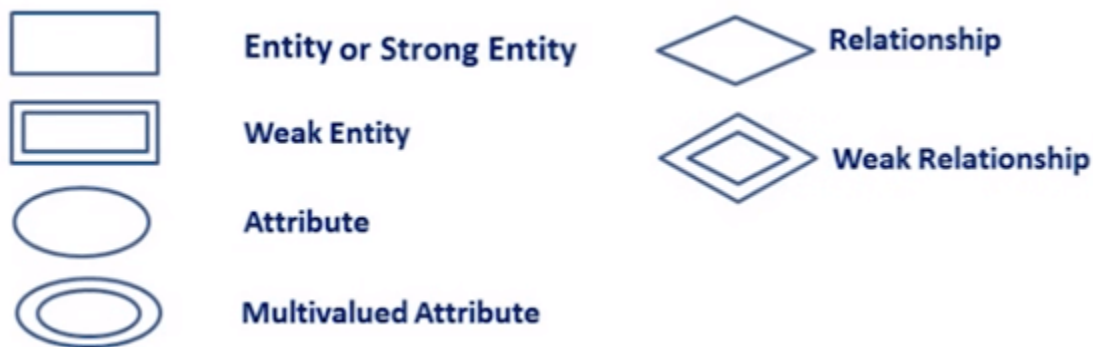 Entity or Strong Entity
Relationship
Weak Entity
Weak Relationship
Attribute
Multivalued Attribute